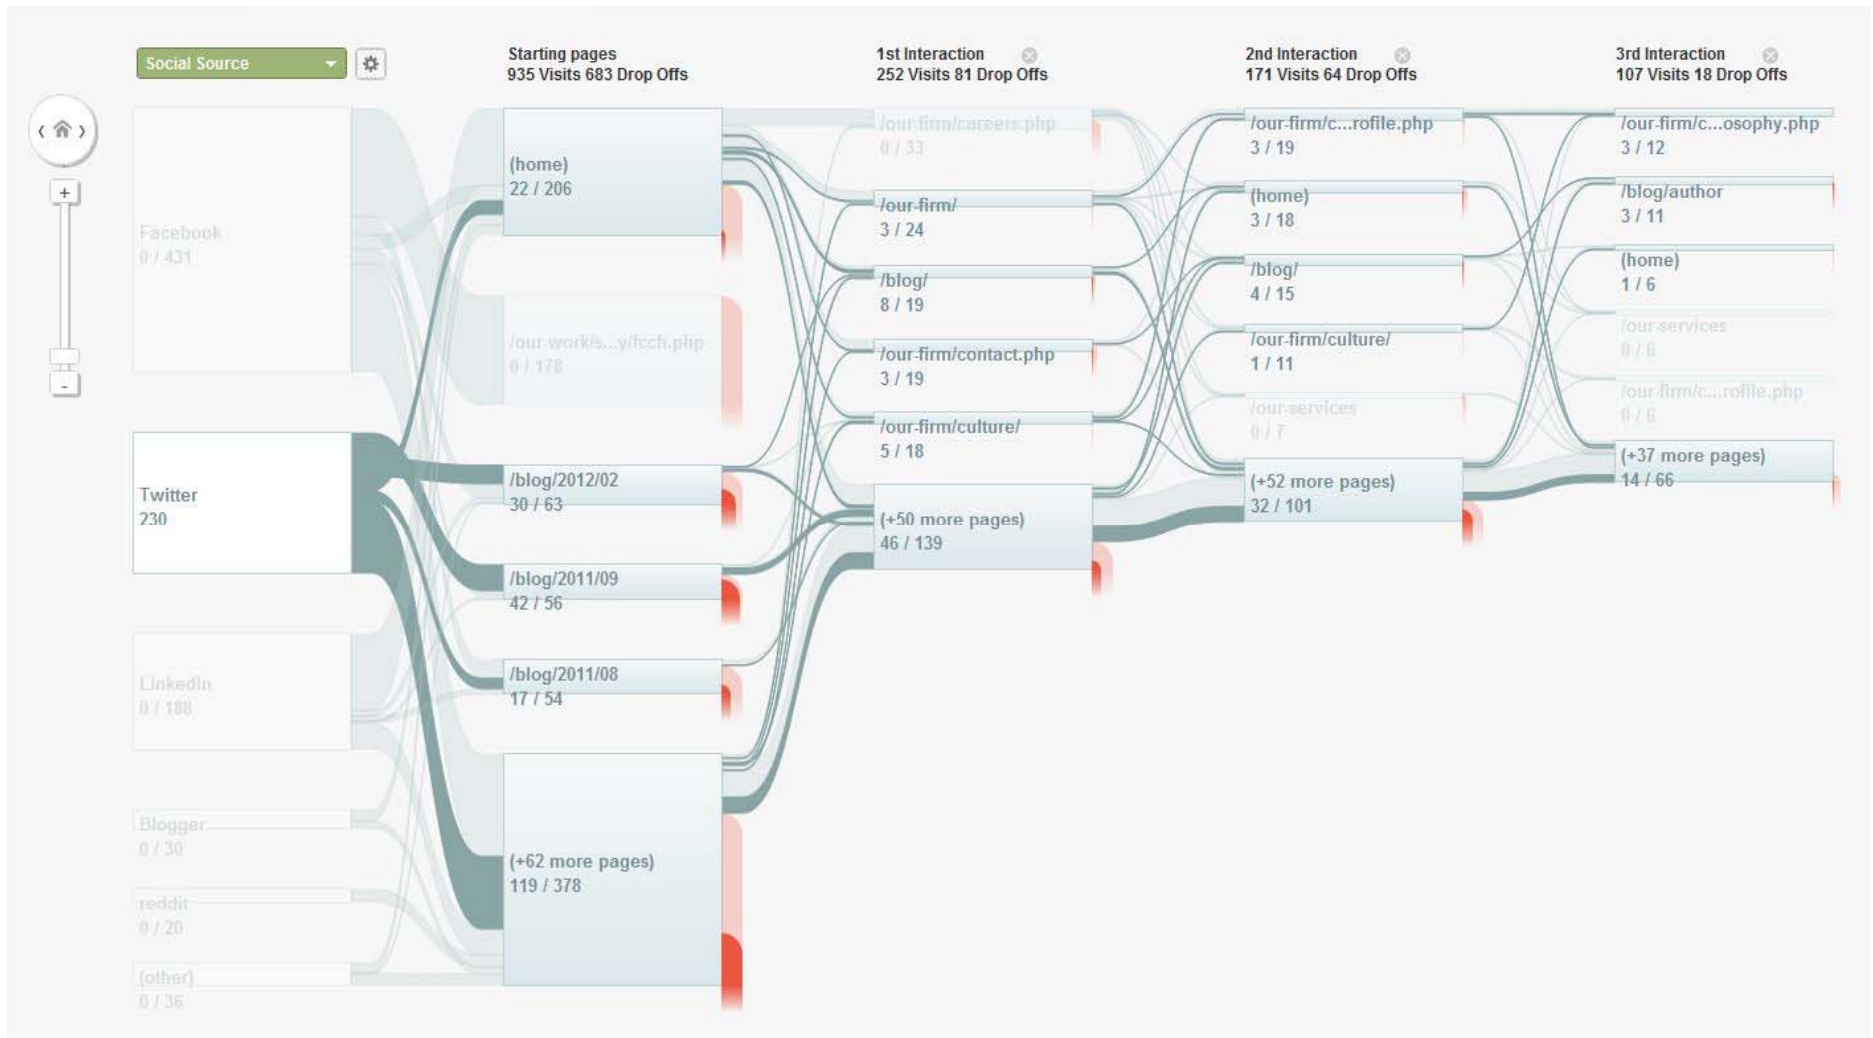 Social Source
Starting pages
935 Visits 683 Drop Offs
1st Interaction
252 Visits 81 Drop Offs
2nd Interaction
171 Visits 64 Drop Offs
3rd Interaction
107 Visits 18 Drop Offs
+
-
Facebook
0 / 431
Twitter
230
LinkedIn
0 / 188
Blogger
0 / 30
reddit
0 / 20
(other)
0 / 36
(home)
22 / 206
/our-work/s...y/fcch.php
0 / 178
/blog/2012/02
30 / 63
/blog/2011/09
42 / 56
/blog/2011/08
17 / 54
(+62 more pages)
119 / 378
/our-firm/careers.php
0 / 33
/our-firm/
3 / 24
/blog/
8 / 19
/our-firm/contact.php
3 / 19
/our-firm/culture/
5 / 18
(+50 more pages)
46 / 139
/our-firm/c...rofile.php
3 / 19
(home)
3 / 18
/blog/
4 / 15
/our-firm/culture/
1 / 11
/our-services
0 / 7
(+52 more pages)
32 / 101
/our-firm/c...osophy.php
3 / 12
/blog/author
3 / 11
(home)
1 / 6
/our-services
0 / 6
/our-firm/c...rofile.php
0 / 6
(+37 more pages)
14 / 66